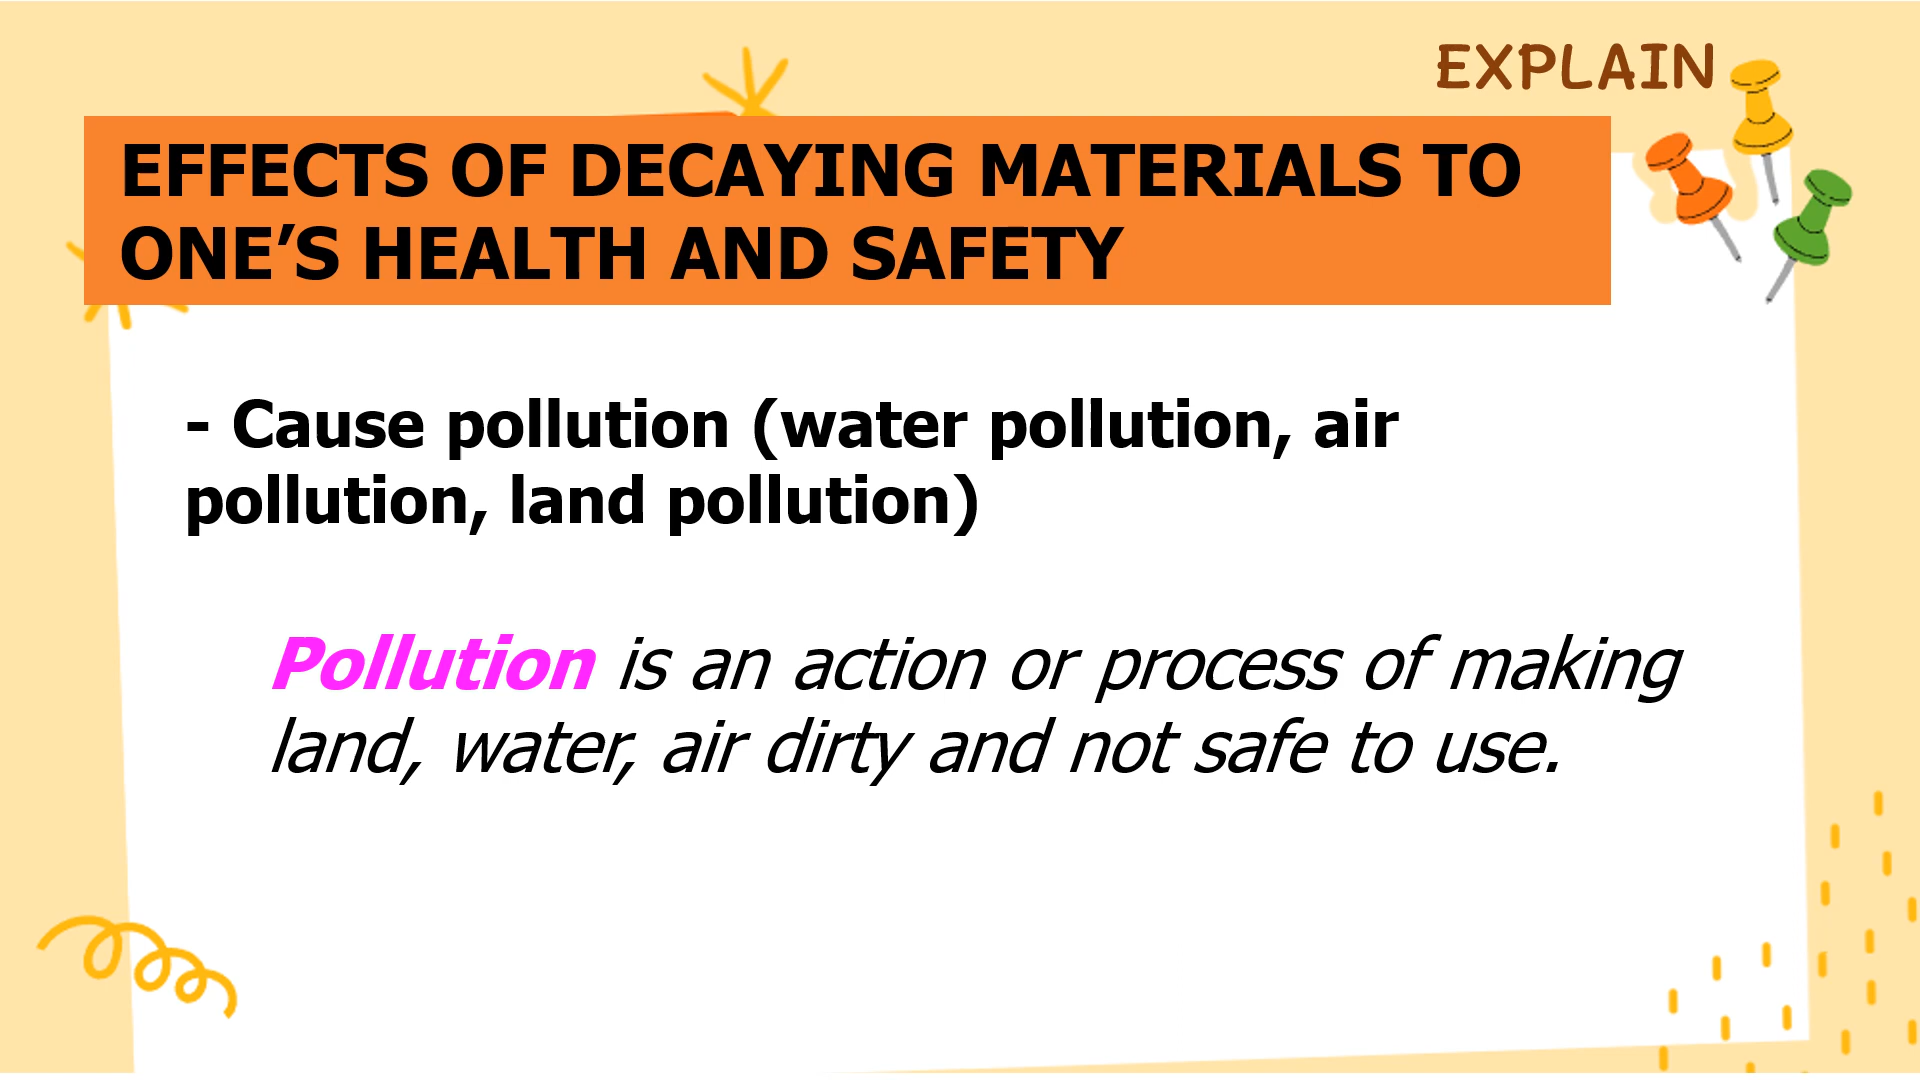 EXPLAIN
EFFECTS OF DECAYING MATERIALS TO
ONE’S HEALTH AND SAFETY
- Cause pollution (water pollution, air
pollution, land pollution)
Pollution is an action or process of making
land, water, air dirty and not safe to use.